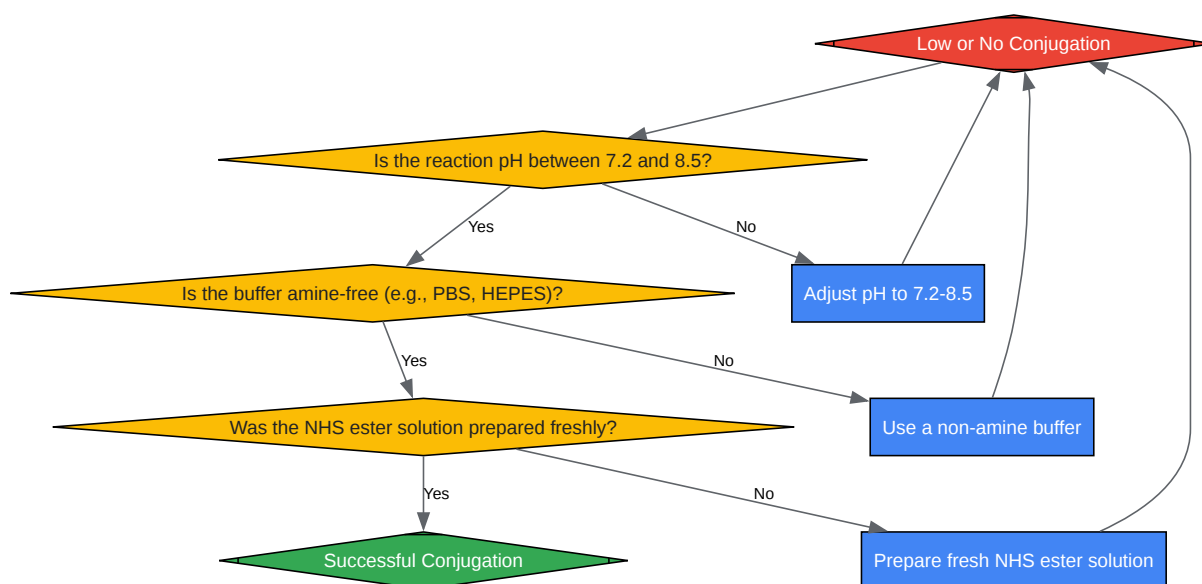 Low or No Conjugation
Is the reaction pH between 7.2 and 8.5?
Yes
No
Is the buffer amine-free (e.g., PBS, HEPES)?
Adjust pH to 7.2-8.5
Yes
No
Was the NHS ester solution prepared freshly?
Use a non-amine buffer
Yes
No
Successful Conjugation
Prepare fresh NHS ester solution